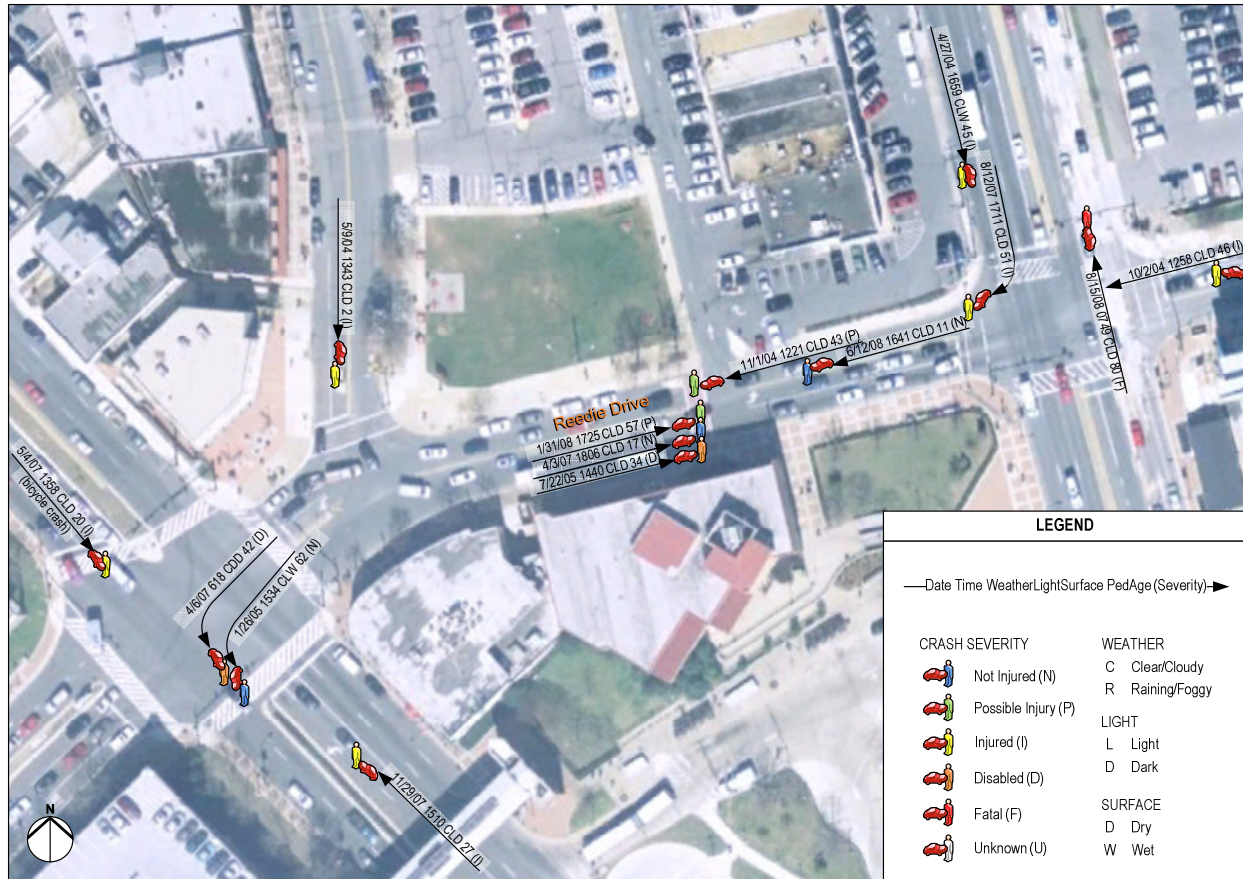 4/27/04 1659 CLW 45 (I)
8/12/07 1711 CLD 51 (I)
5/9/04 1343 CLD 2 (I)
10/2/04 1258 CLD 46 (I)
8/15/08 0749 CLD 80 (F)
11/1/04 1221 CLD 43 (P)
6/12/08 1641 CLD 11 (N)
Reedie Drive
1/31/08 1725 CLD 57 (P)
4/3/07 1806 CLD 17 (N)
7/22/05 1440 CLD 34 (D)
5/4/07 1358 CLD 20 (I)
(bicycle crash)
4/6/07 618 CDD 42 (D)
1/26/05 1534 CLW 62 (N)
11/29/07 1510 CLD 27 (I)
N
LEGEND
Date Time WeatherLightSurface PedAge (Severity)
CRASH SEVERITY
Not Injured (N)
Possible Injury (P)
Injured (I)
Disabled (D)
Fatal (F)
Unknown (U)
WEATHER
C Clear/Cloudy
R Raining/Foggy
LIGHT
L Light
D Dark
SURFACE
D Dry
W Wet